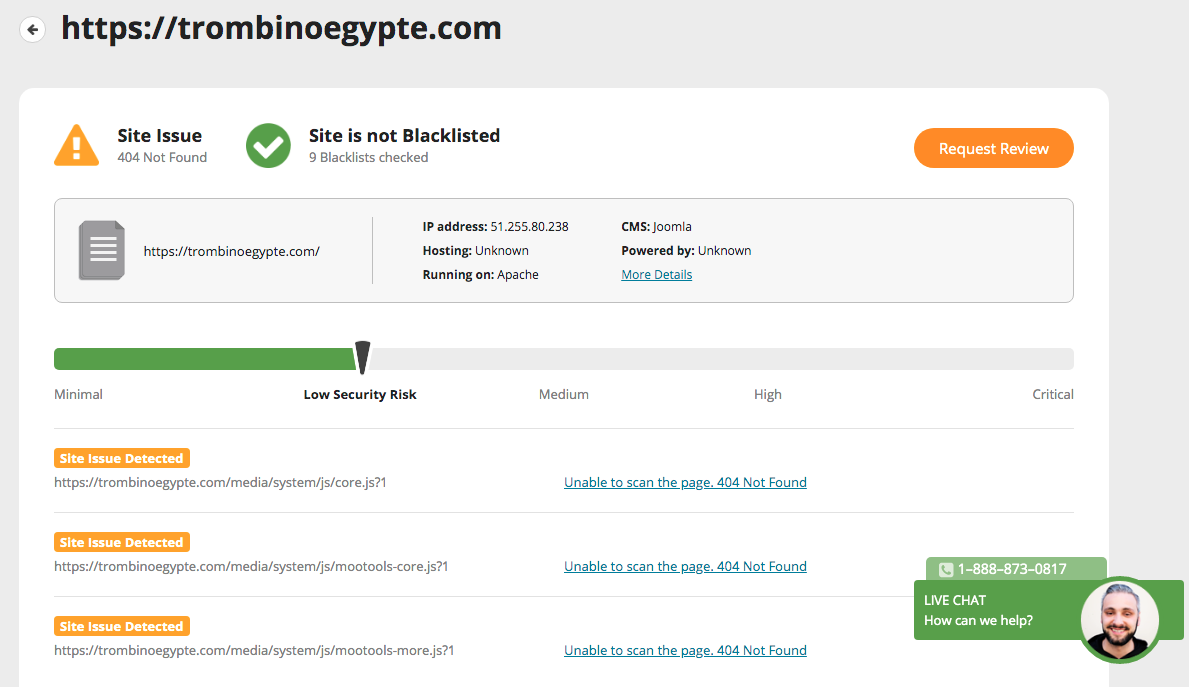 https://trombinoegypte.com
Site Issue
404 Not Found
Site is not Blacklisted
9 Blacklists checked
Request Review
https://trombinoegypte.com/
IP address: 51.255.80.238
Hosting: Unknown
Running on: Apache
CMS: Joomla
Powered by: Unknown
More Details
Minimal
Low Security Risk
Medium
High
Critical
Site Issue Detected
https://trombinoegypte.com/media/system/js/core.js?1
Unable to scan the page. 404 Not Found
Site Issue Detected
https://trombinoegypte.com/media/system/js/mootools-core.js?1
Unable to scan the page. 404 Not Found
Site Issue Detected
https://trombinoegypte.com/media/system/js/mootools-more.js?1
Unable to scan the page. 404 Not Found
1–888–873–0817
LIVE CHAT
How can we help?